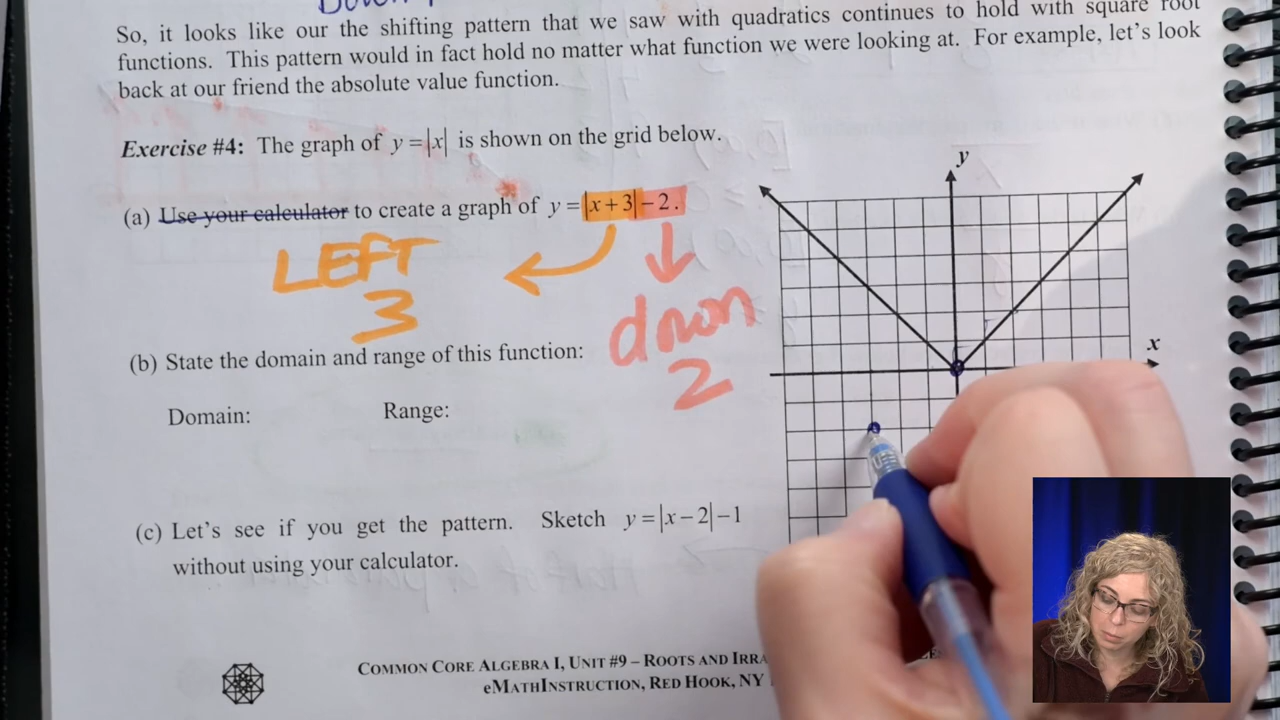 So, it looks like our the shifting pattern that we saw with quadratics continues to hold with square root
functions. This pattern would in fact hold no matter what function we were looking at. For example, let's look
back at our friend the absolute value function.
Exercise #4: The graph of y = |x| is shown on the grid below.
(a) Use your calculator to create a graph of y = |x + 3| − 2.
LEFT
3
down
2
(b) State the domain and range of this function:
Domain: Range:
(c) Let's see if you get the pattern. Sketch y = |x − 2| − 1
without using your calculator.
y
x
COMMON CORE ALGEBRA I, UNIT #9 – ROOTS AND
EMATHINSTRUCTION, RED HOOK, NY